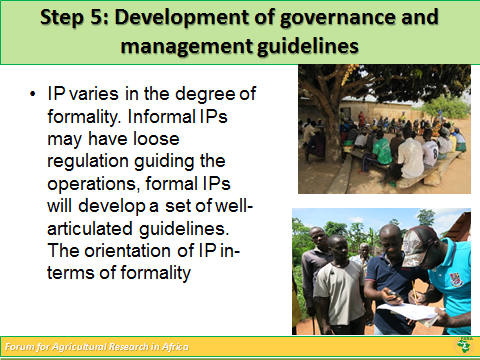 Step 5: Development of governance and
management guidelines
• IP varies in the degree of
formality. Informal IPs
may have loose
regulation guiding the
operations, formal IPs
will develop a set of well-
articulated guidelines.
The orientation of IP in-
terms of formality
Forum for Agricultural Research in Africa
FARA